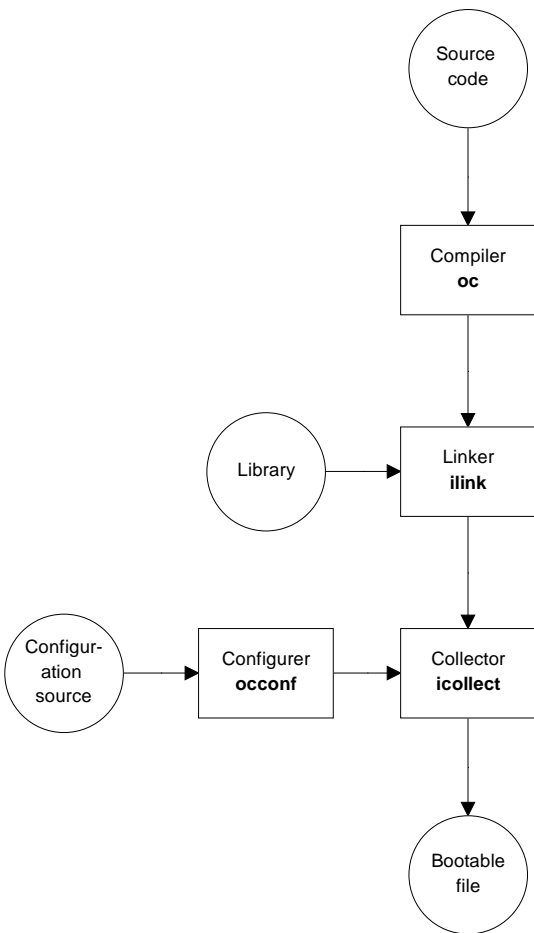 Source
code
Compiler
oc
Library
Linker
ilink
Configur-
ation
source
Configurer
occonf
Collector
icollect
Bootable
file